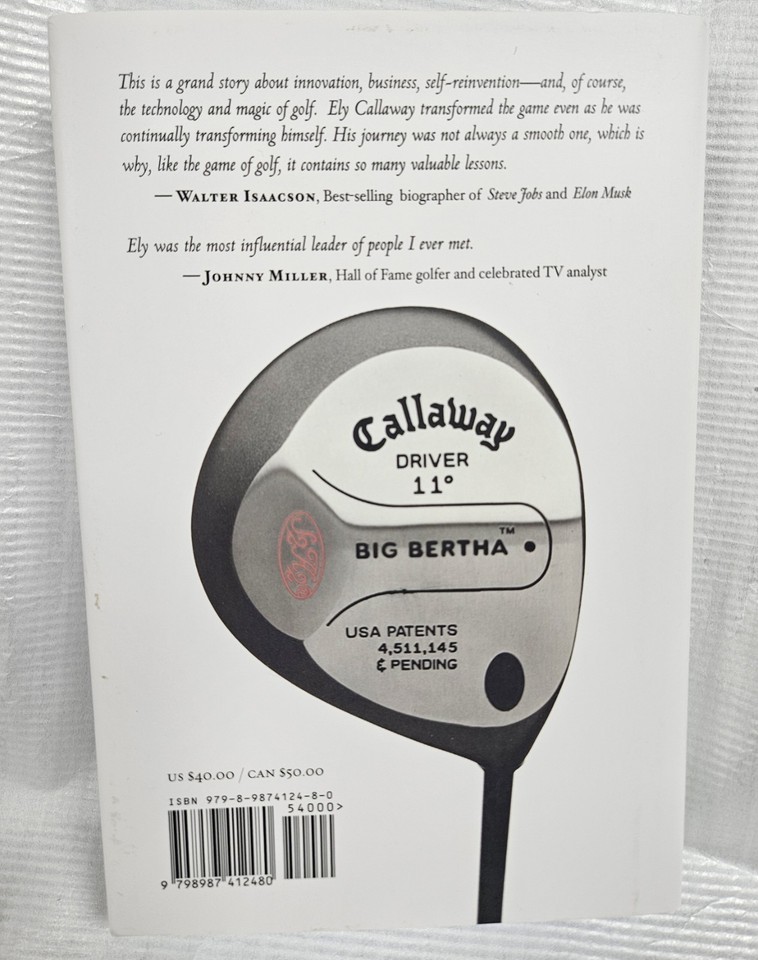 This is a grand story about innovation, business, self-reinvention—and, of course,
the technology and magic of golf. Ely Callaway transformed the game even as he was
continually transforming himself. His journey was not always a smooth one, which is
why, like the game of golf, it contains so many valuable lessons.
— WALTER ISAACSON, Best-selling biographer of Steve Jobs and Elon Musk
Ely was the most influential leader of people I ever met.
— JOHNNY MILLER, Hall of Fame golfer and celebrated TV analyst
Callaway
DRIVER
11°
BIG BERTHA™
S2H2
USA PATENTS
4,511,145
& PENDING
US $40.00 / CAN $50.00
ISBN 979-8-9874124-8-0
54000>
9 798987 412480